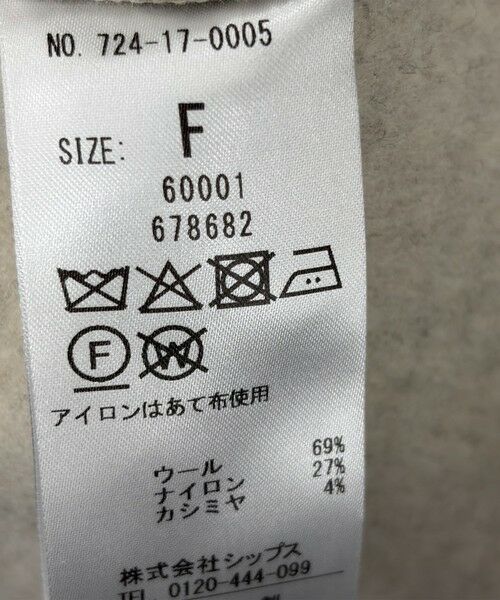 NO. 724-17-0005
SIZE: F
60001
678682
F W
アイロンはあて布使用
ウール 69%
ナイロン 27%
カシミヤ 4%
株式会社シップス
TEL 0120-444-099
製